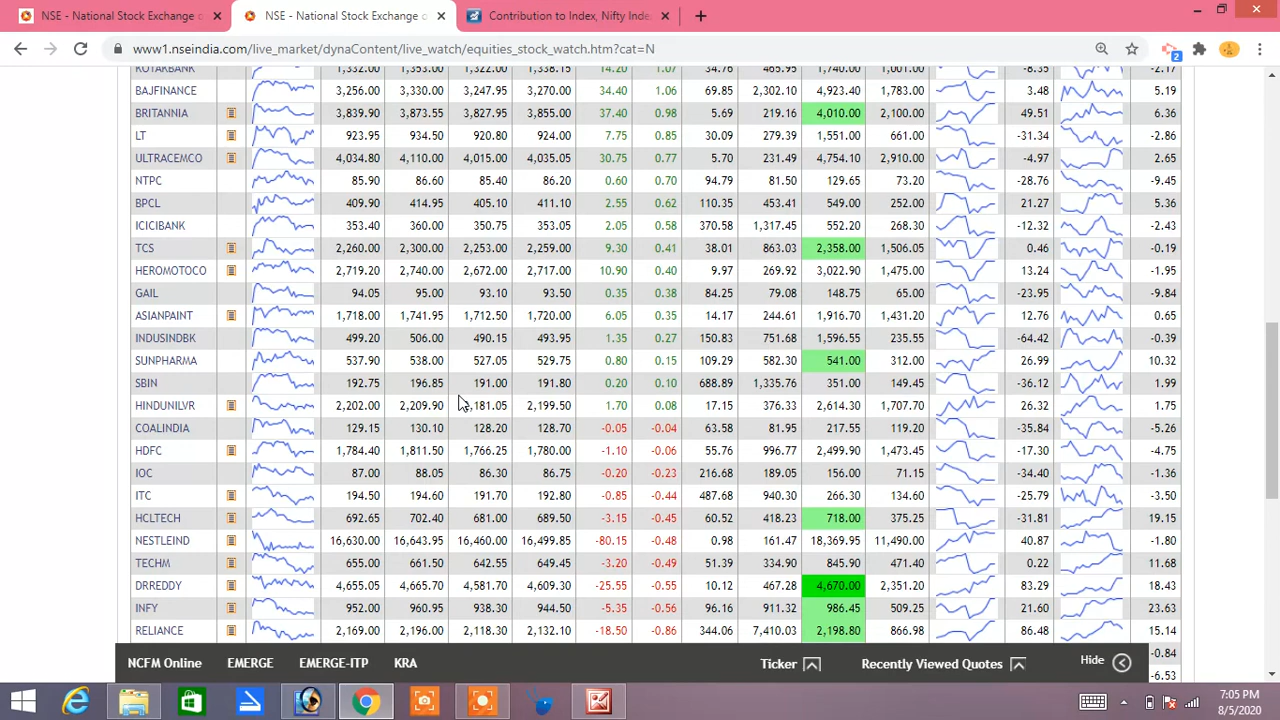 NSE - National Stock Exchange o
NSE - National Stock Exchange o
Contribution to Index, Nifty Inde
www1.nseindia.com/live_market/dynaContent/live_watch/equities_stock_watch.htm?cat=N
2
KOTAKBANK 1,332.00 1,353.00 1,322.00 1,338.15 14.20 1.07 34.76 465.95 1,740.00 1,001.00 -8.35 -2.17
BAJFINANCE 3,256.00 3,330.00 3,247.95 3,270.00 34.40 1.06 69.85 2,302.10 4,923.40 1,783.00 3.48 5.19
BRITANNIA 3,839.90 3,873.55 3,827.95 3,855.00 37.40 0.98 5.69 219.16 4,010.00 2,100.00 49.51 6.36
LT 923.95 934.50 920.80 924.00 7.75 0.85 30.09 279.39 1,551.00 661.00 -31.34 -2.86
ULTRACEMCO 4,034.80 4,110.00 4,015.00 4,035.05 30.75 0.77 5.70 231.49 4,754.10 2,910.00 -4.97 2.65
NTPC 85.90 86.60 85.40 86.20 0.60 0.70 94.79 81.50 129.65 73.20 -28.76 -9.45
BPCL 409.90 414.95 405.10 411.10 2.55 0.62 110.35 453.41 549.00 252.00 21.27 5.36
ICICIBANK 353.40 360.00 350.75 353.05 2.05 0.58 370.58 1,317.45 552.20 268.30 -12.32 -2.43
TCS 2,270.00 2,300.00 2,253.00 2,259.00 9.30 0.41 38.01 863.03 2,358.00 1,506.05 0.46 -0.19
HEROMOTOCO 2,719.20 2,740.00 2,672.00 2,717.00 10.90 0.40 9.97 269.92 3,022.90 1,475.00 13.24 -1.95
GAIL 94.05 95.00 93.10 93.50 0.35 0.38 84.25 79.08 148.75 65.00 -23.95 -9.84
ASIANPAINT 1,718.00 1,741.95 1,712.50 1,720.00 6.05 0.35 14.17 244.61 1,916.70 1,431.20 12.76 0.65
INDUSINDBK 499.20 506.00 490.15 493.95 1.35 0.27 150.83 751.68 1,596.55 235.55 -64.42 -0.39
SUNPHARMA 537.90 538.00 527.05 529.75 0.80 0.15 109.29 582.30 541.00 312.00 26.99 10.32
SBIN 192.75 196.85 191.00 191.80 0.20 0.10 688.89 1,335.76 351.00 149.45 -36.12 1.99
HINDUNILVR 2,202.00 2,209.90 2,181.05 2,199.50 1.70 0.08 17.15 376.33 2,614.30 1,707.70 26.32 1.75
COALINDIA 129.15 130.10 128.20 128.70 -0.05 -0.04 63.58 81.95 217.55 119.20 -35.84 -5.26
HDFC 1,784.40 1,811.50 1,766.25 1,780.00 -1.10 -0.06 55.76 996.77 2,499.90 1,473.45 -17.30 -4.75
IOC 87.00 88.05 86.30 86.75 -0.20 -0.23 216.68 189.05 156.00 71.15 -34.40 -1.36
ITC 194.50 194.60 191.70 192.80 -0.85 -0.44 487.68 940.30 266.30 134.60 -25.79 -3.50
HCLTECH 692.65 702.40 681.00 689.50 -3.15 -0.45 60.52 418.23 718.00 375.25 -31.81 19.15
NESTLEIND 16,630.00 16,643.95 16,460.00 16,499.85 -80.15 -0.48 0.98 161.47 18,369.95 11,490.00 40.87 -1.80
TECHM 655.00 661.50 642.55 649.45 -3.20 -0.49 51.39 334.90 845.90 471.40 0.22 11.68
DRREDDY 4,655.05 4,665.70 4,581.70 4,609.30 -25.55 -0.55 10.12 467.28 4,670.00 2,351.20 83.29 18.43
INFY 952.00 960.95 938.30 944.50 -5.35 -0.56 96.16 911.32 986.45 509.25 21.60 23.63
RELIANCE 2,169.00 2,196.00 2,118.30 2,132.10 -18.50 -0.86 344.06 7,410.03 2,198.80 866.98 86.48 15.14
-0.84
-6.53
NCFM Online EMERGE EMERGE-ITP KRA Ticker Recently Viewed Quotes Hide
7:05 PM
8/5/2020